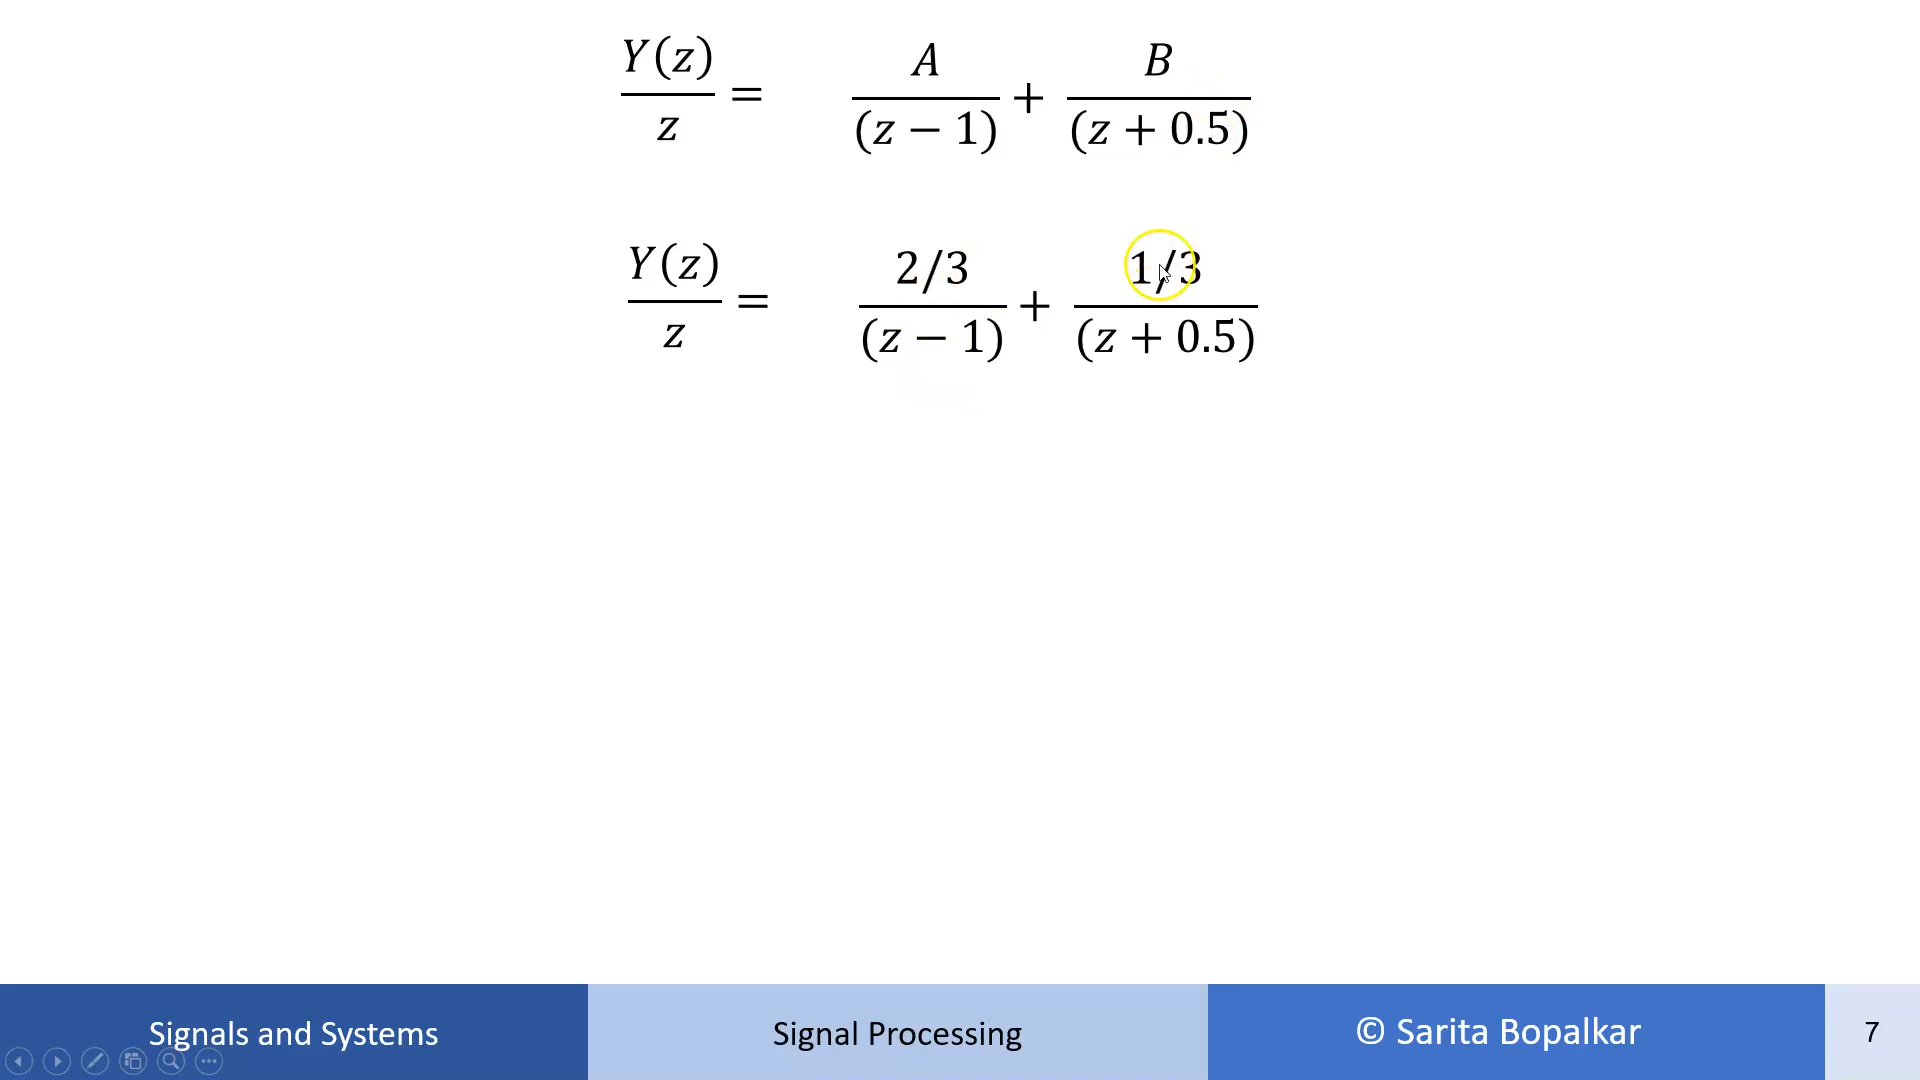 Y(z)/z = A/(z − 1) + B/(z + 0.5)
Y(z)/z = 2/3/(z − 1) + 1/3/(z + 0.5)
Signals and Systems
Signal Processing
© Sarita Bopalkar
7